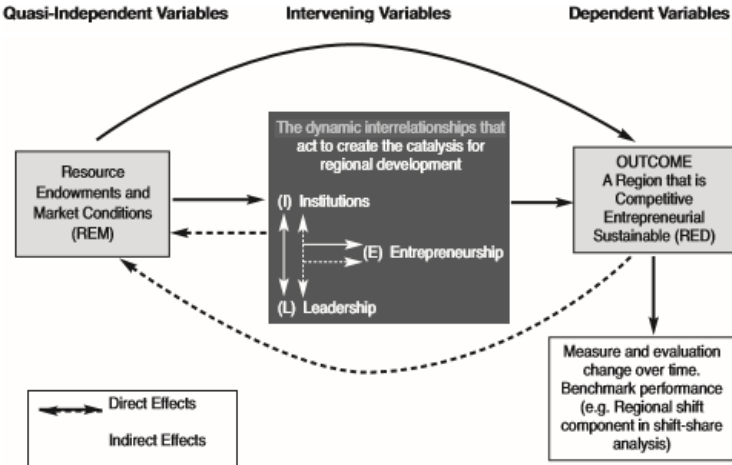 Quasi-Independent Variables
Intervening Variables
Dependent Variables
The dynamic interrelationships that
act to create the catalysis for
regional development
Resource
Endowments and
Market Conditions
(REM)
(I) Institutions
(E) Entrepreneurship
(L) Leadership
OUTCOME
A Region that is
Competitive
Entrepreneurial
Sustainable (RED)
Measure and evaluation
change over time.
Benchmark performance
(e.g. Regional shift
component in shift-share
analysis)
Direct Effects
Indirect Effects